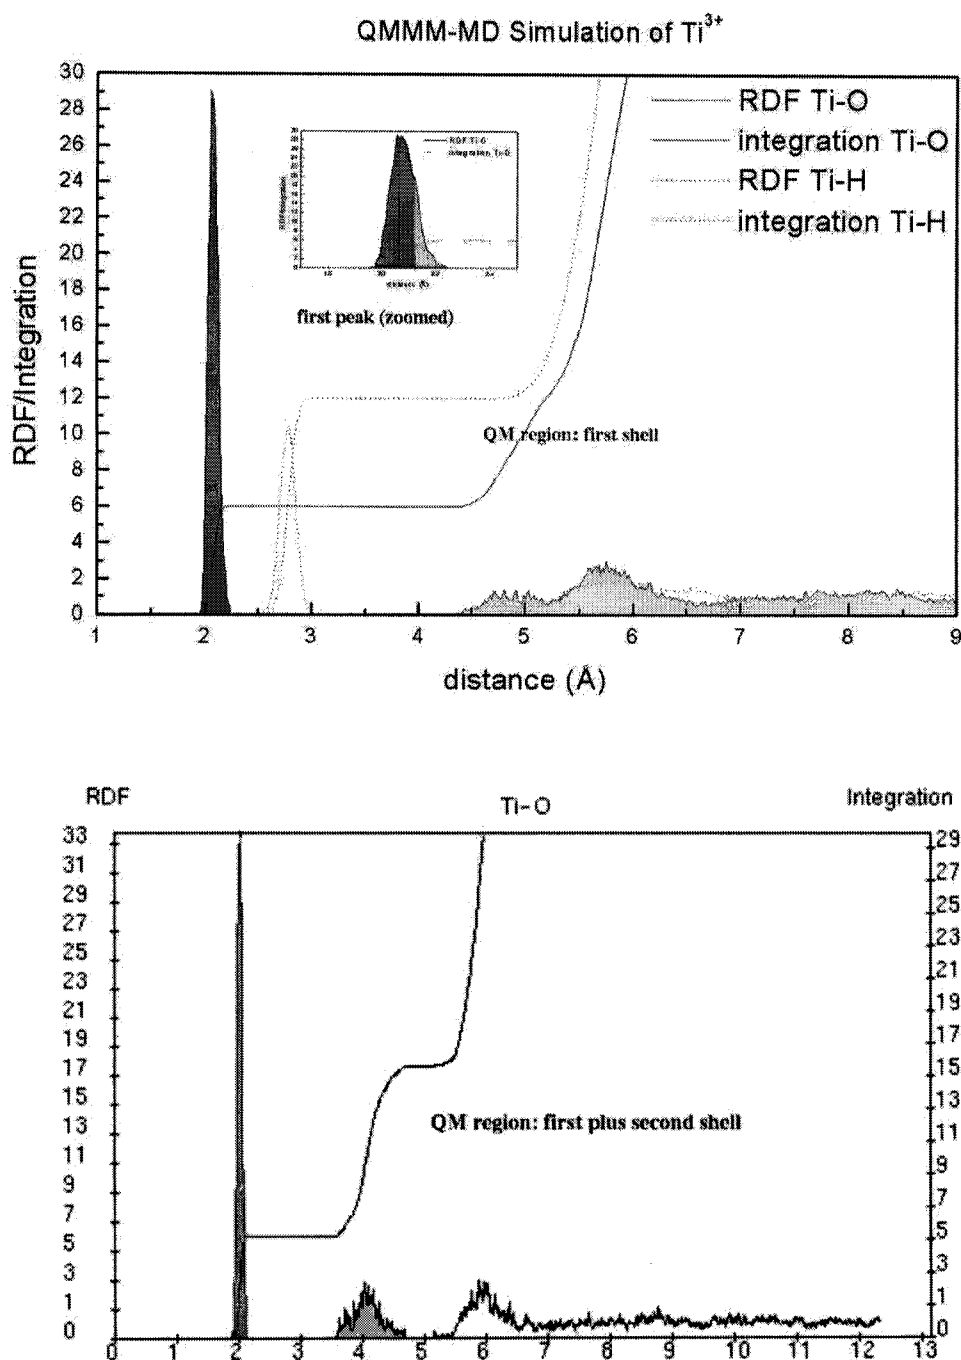 QMMM-MD Simulation of Ti3+
30
28
26
24
22
20
18
16
14
12
10
8
6
4
2
0
RDF/Integration
RDF Ti-O
integration Ti-O
RDF Ti-H
integration Ti-H
RDF Ti-O
integration Ti-O
first peak (zoomed)
QM region: first shell
1 2 3 4 5 6 7 8 9
distance (Å)
RDF
Ti-O
Integration
33
31
29
27
25
23
21
19
17
15
13
11
9
7
5
3
1
0
29
27
25
23
21
19
17
15
13
11
9
7
5
3
1
0
QM region: first plus second shell
0 1 2 3 4 5 6 7 8 9 10 11 12 13